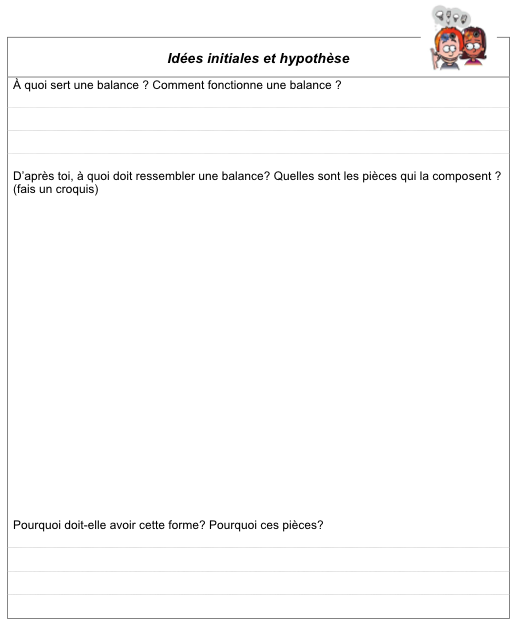 Idées initiales et hypothèse
À quoi sert une balance ? Comment fonctionne une balance ?
D'après toi, à quoi doit ressembler une balance? Quelles sont les pièces qui la composent ?
(fais un croquis)
Pourquoi doit-elle avoir cette forme? Pourquoi ces pièces?